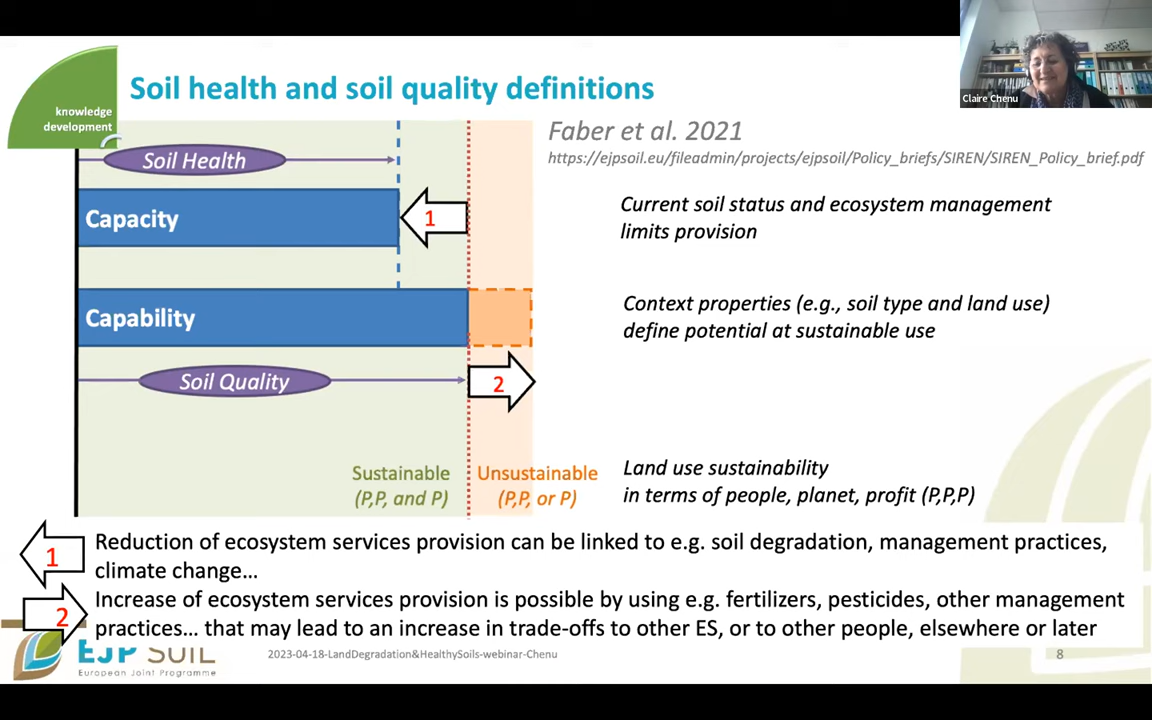 Claire Chenu
Soil health and soil quality definitions
knowledge
development
Faber et al. 2021
https://ejpsoil.eu/fileadmin/projects/ejpsoil/Policy_briefs/SIREN/SIREN_Policy_brief.pdf
Soil Health
Capacity
1
Current soil status and ecosystem management
limits provision
Capability
Context properties (e.g., soil type and land use)
define potential at sustainable use
Soil Quality
2
Sustainable
(P,P, and P)
Unsustainable
(P,P, or P)
Land use sustainability
in terms of people, planet, profit (P,P,P)
1
Reduction of ecosystem services provision can be linked to e.g. soil degradation, management practices,
climate change…
2
Increase of ecosystem services provision is possible by using e.g. fertilizers, pesticides, other management
practices… that may lead to an increase in trade-offs to other ES, or to other people, elsewhere or later
EJP SOIL
European Joint Programme
2023-04-18-LandDegradation&HealthySoils-webinar-Chenu
8